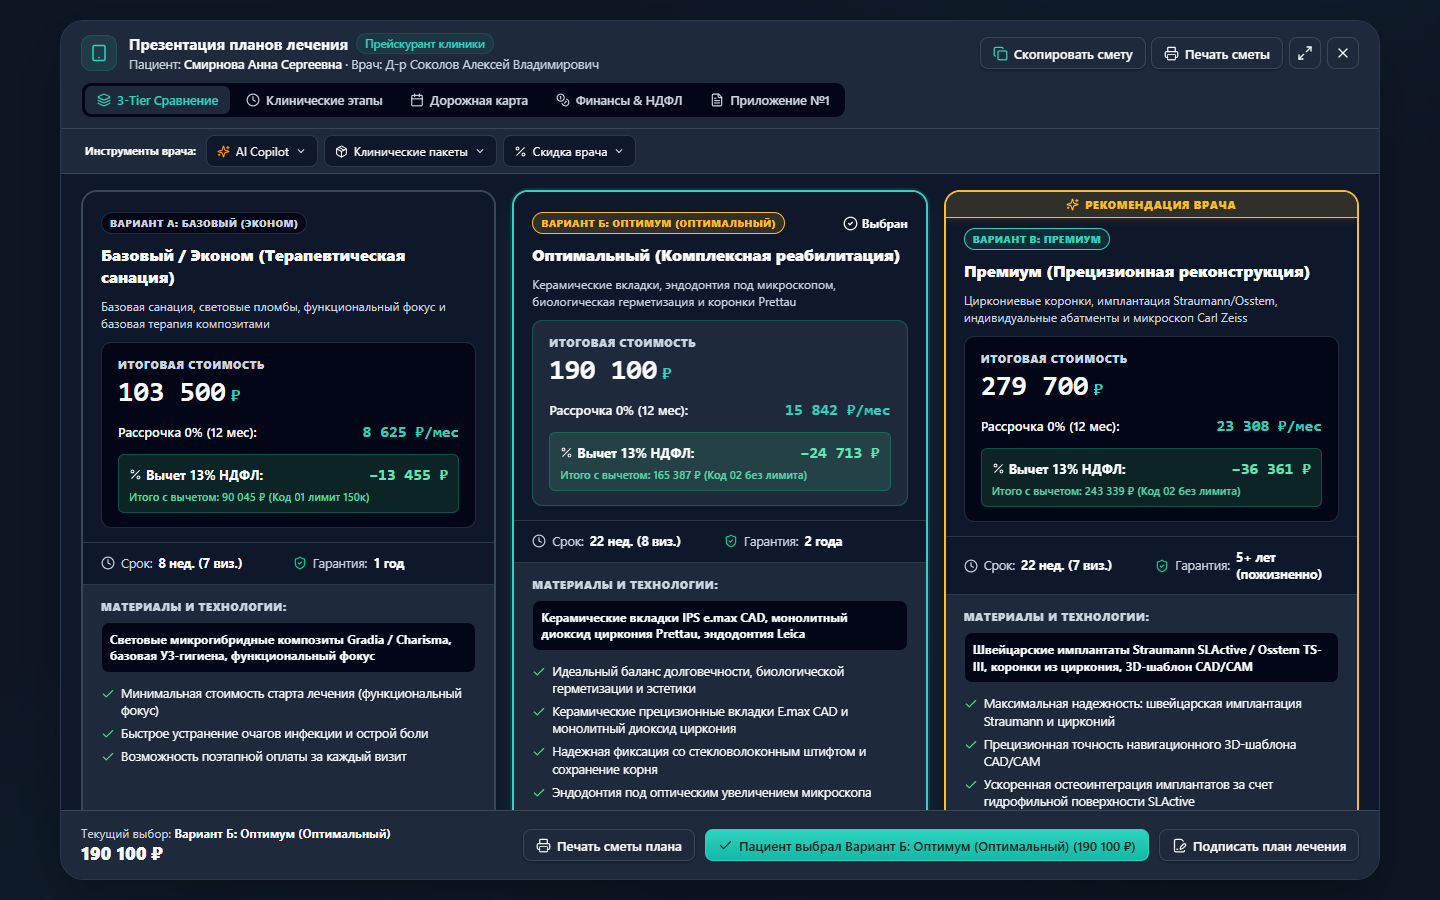 Презентация планов лечения
Прейскурант клиники
Пациент: Смирнова Анна Сергеевна · Врач: Д-р Соколов Алексей Владимирович
Скопировать смету
Печать сметы
3-Tier Сравнение
Клинические этапы
Дорожная карта
Финансы & НДФЛ
Приложение №1
Инструменты врача:
AI Copilot
Клинические пакеты
Скидка врача
ВАРИАНТ А: БАЗОВЫЙ (ЭКОНОМ)
Базовый / Эконом (Терапевтическая
санация)
Базовая санация, световые пломбы, функциональный фокус и
базовая терапия композитами
ИТОГОВАЯ СТОИМОСТЬ
103 500 ₽
Рассрочка 0% (12 мес):
8 625 ₽/мес
% Вычет 13% НДФЛ:
−13 455 ₽
Итого с вычетом: 90 045 ₽ (Код 01 лимит 150к)
Срок: 8 нед. (7 виз.)
Гарантия: 1 год
МАТЕРИАЛЫ И ТЕХНОЛОГИИ:
Световые микрогибридные композиты Gradia / Charisma,
базовая УЗ-гигиена, функциональный фокус
Минимальная стоимость старта лечения (функциональный
фокус)
Быстрое устранение очагов инфекции и острой боли
Возможность поэтапной оплаты за каждый визит
ВАРИАНТ Б: ОПТИМУМ (ОПТИМАЛЬНЫЙ)
Выбран
Оптимальный (Комплексная реабилитация)
Керамические вкладки, эндодонтия под микроскопом,
биологическая герметизация и коронки Prettau
ИТОГОВАЯ СТОИМОСТЬ
190 100 ₽
Рассрочка 0% (12 мес):
15 842 ₽/мес
% Вычет 13% НДФЛ:
−24 713 ₽
Итого с вычетом: 165 387 ₽ (Код 02 без лимита)
Срок: 22 нед. (8 виз.)
Гарантия: 2 года
МАТЕРИАЛЫ И ТЕХНОЛОГИИ:
Керамические вкладки IPS e.max CAD, монолитный
диоксид циркония Prettau, эндодонтия Leica
Идеальный баланс долговечности, биологической
герметизации и эстетики
Керамические прецизионные вкладки E.max CAD и
монолитный диоксид циркония
Надежная фиксация со стекловолоконным штифтом и
сохранение корня
Эндодонтия под оптическим увеличением микроскопа
РЕКОМЕНДАЦИЯ ВРАЧА
ВАРИАНТ В: ПРЕМИУМ
Премиум (Прецизионная реконструкция)
Циркониевые коронки, имплантация Straumann/Osstem,
индивидуальные абатменты и микроскоп Carl Zeiss
ИТОГОВАЯ СТОИМОСТЬ
279 700 ₽
Рассрочка 0% (12 мес):
23 308 ₽/мес
% Вычет 13% НДФЛ:
−36 361 ₽
Итого с вычетом: 243 339 ₽ (Код 02 без лимита)
Срок: 22 нед. (7 виз.)
Гарантия: 5+ лет
(пожизненно)
МАТЕРИАЛЫ И ТЕХНОЛОГИИ:
Швейцарские имплантаты Straumann SLActive / Osstem TS-
III, коронки из циркония, 3D-шаблон CAD/CAM
Максимальная надежность: швейцарская имплантация
Straumann и цирконий
Прецизионная точность навигационного 3D-шаблона
CAD/CAM
Ускоренная остеоинтеграция имплантатов за счет
гидрофильной поверхности SLActive
Текущий выбор: Вариант Б: Оптимум (Оптимальный)
190 100 ₽
Печать сметы плана
Пациент выбрал Вариант Б: Оптимум (Оптимальный) (190 100 ₽)
Подписать план лечения